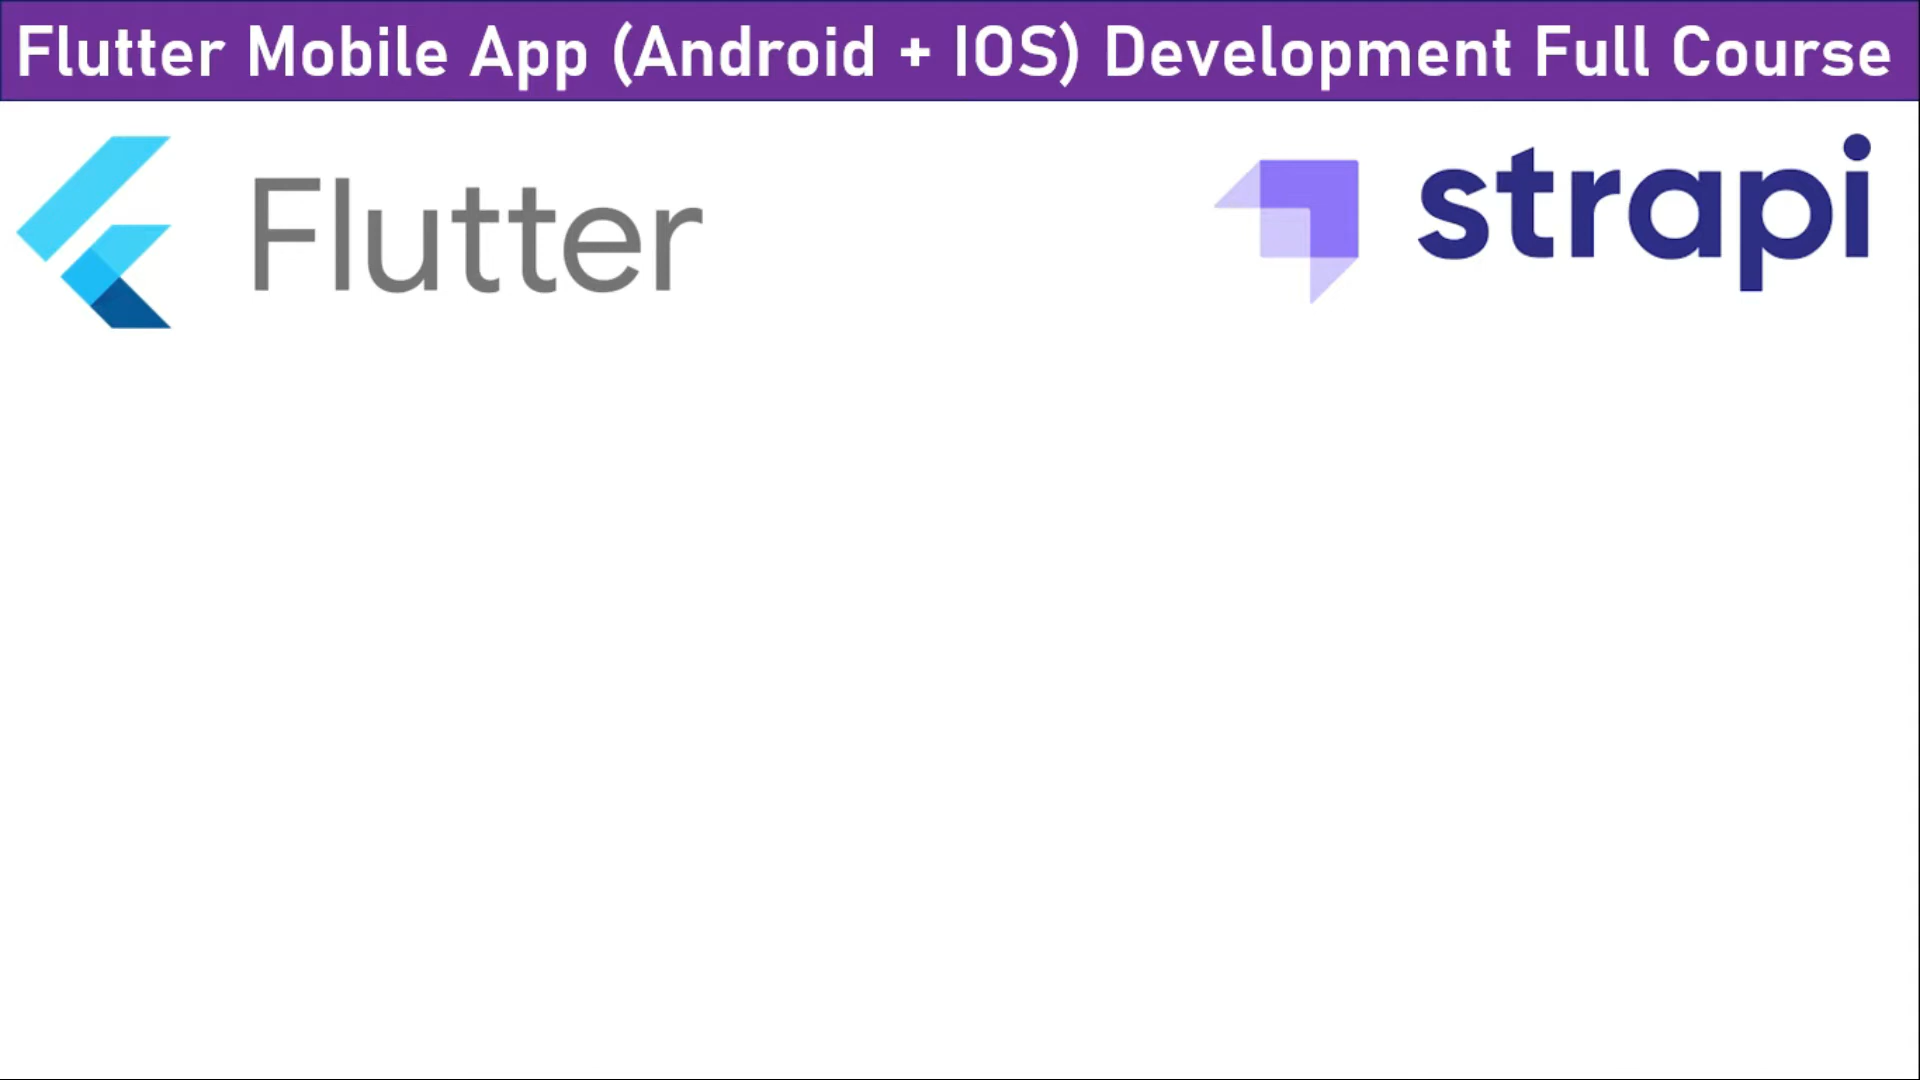 Flutter Mobile App (Android + IOS) Development Full Course
Flutter
strapi